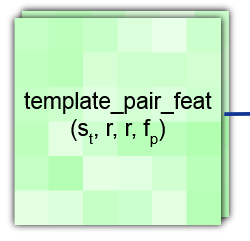 template_pair_feat
(sₜ, r, r, fₚ)